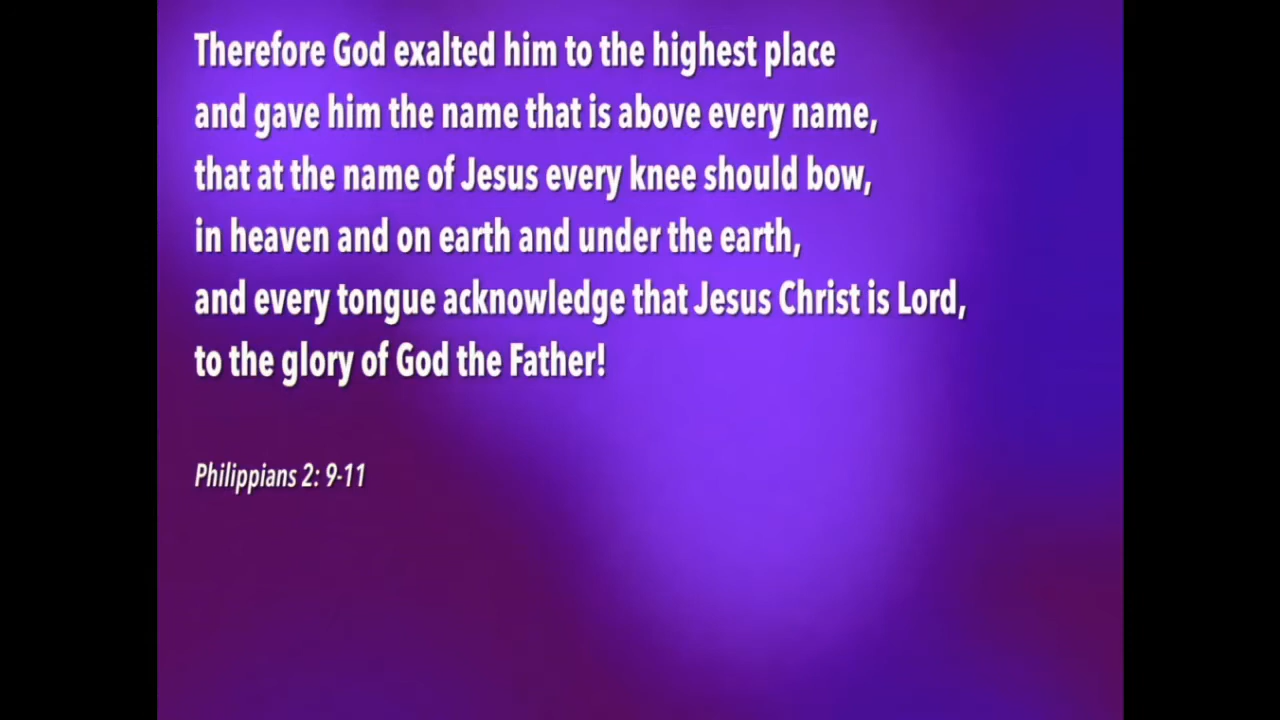 Therefore God exalted him to the highest place
and gave him the name that is above every name,
that at the name of Jesus every knee should bow,
in heaven and on earth and under the earth,
and every tongue acknowledge that Jesus Christ is Lord,
to the glory of God the Father!
Philippians 2: 9-11